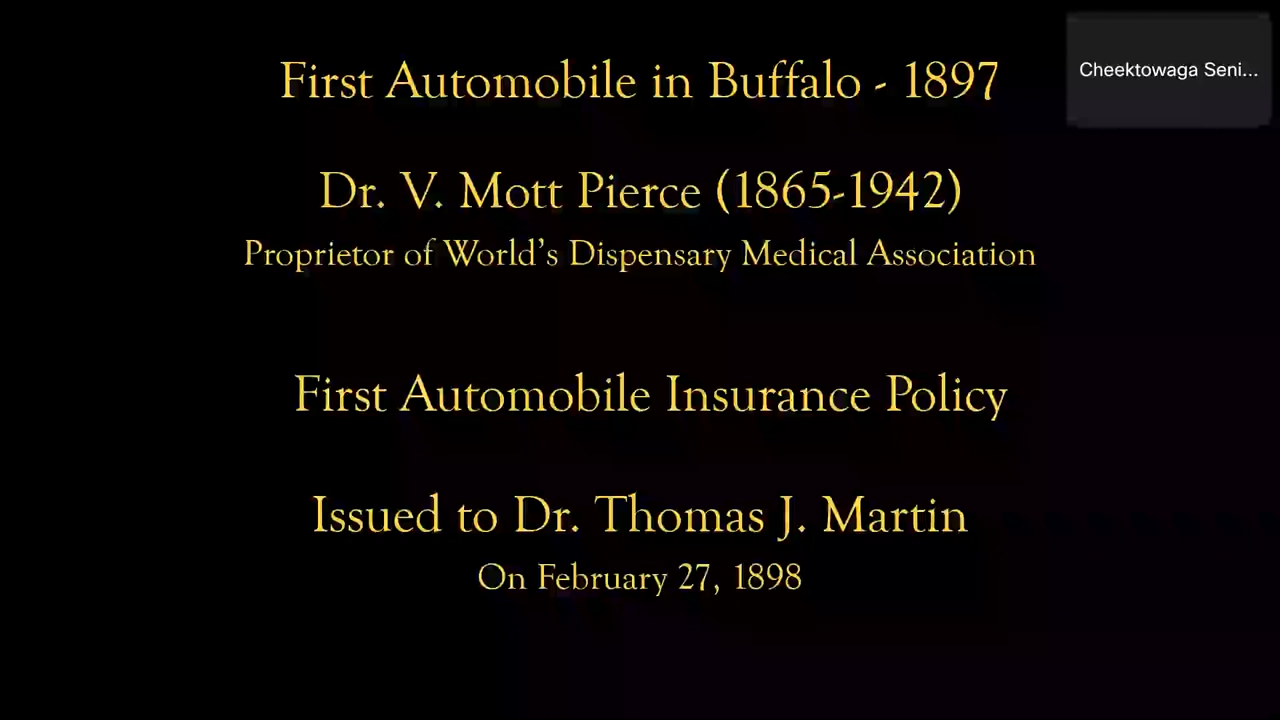 First Automobile in Buffalo - 1897
Cheektowaga Seni...
Dr. V. Mott Pierce (1865-1942)
Proprietor of World's Dispensary Medical Association
First Automobile Insurance Policy
Issued to Dr. Thomas J. Martin
On February 27, 1898